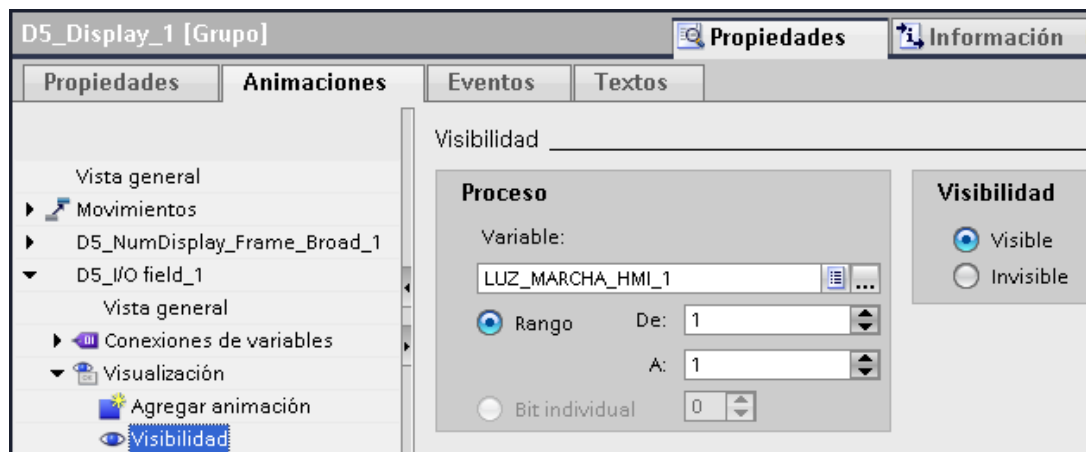 D5_Display_1 [Grupo]
Propiedades
Información
Propiedades
Animaciones
Eventos
Textos
Vista general
Movimientos
D5_NumDisplay_Frame_Broad_1
D5_I/O field_1
Vista general
Conexiones de variables
Visualización
Agregar animación
Visibilidad
Visibilidad
Proceso
Variable:
LUZ_MARCHA_HMI_1
...
Rango
De: 1
A: 1
Bit individual 0
Visibilidad
Visible
Invisible